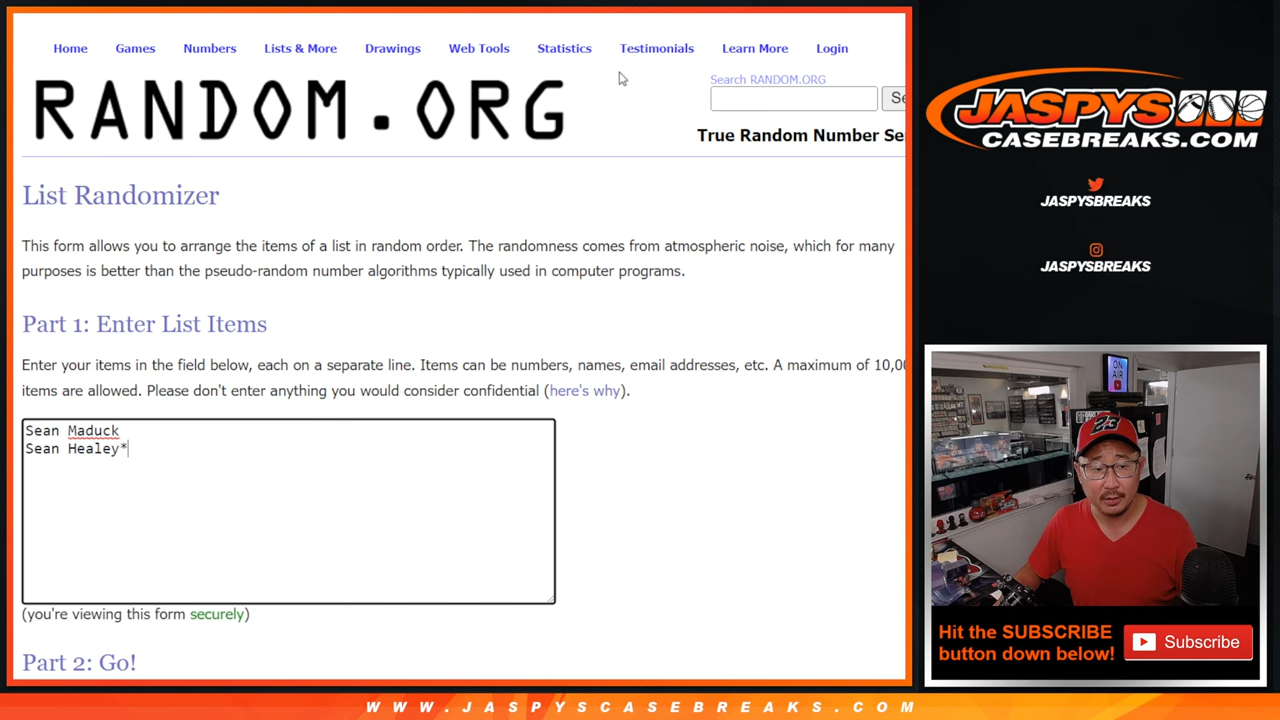 Home Games Numbers Lists & More Drawings Web Tools Statistics Testimonials Learn More Login
RANDOM.ORG
Search RANDOM.ORG
Se
True Random Number Se
List Randomizer
This form allows you to arrange the items of a list in random order. The randomness comes from atmospheric noise, which for many
purposes is better than the pseudo-random number algorithms typically used in computer programs.
Part 1: Enter List Items
Enter your items in the field below, each on a separate line. Items can be numbers, names, email addresses, etc. A maximum of 10,00
items are allowed. Please don't enter anything you would consider confidential (here's why).
Sean Maduck
Sean Healey*
(you're viewing this form securely)
Part 2: Go!
JASPYS
CASEBREAKS.COM
JASPYSBREAKS
JASPYSBREAKS
ON
AIR
23
Hit the SUBSCRIBE
button down below!
Subscribe
WWW.JASPYSCASEBREAKS.COM